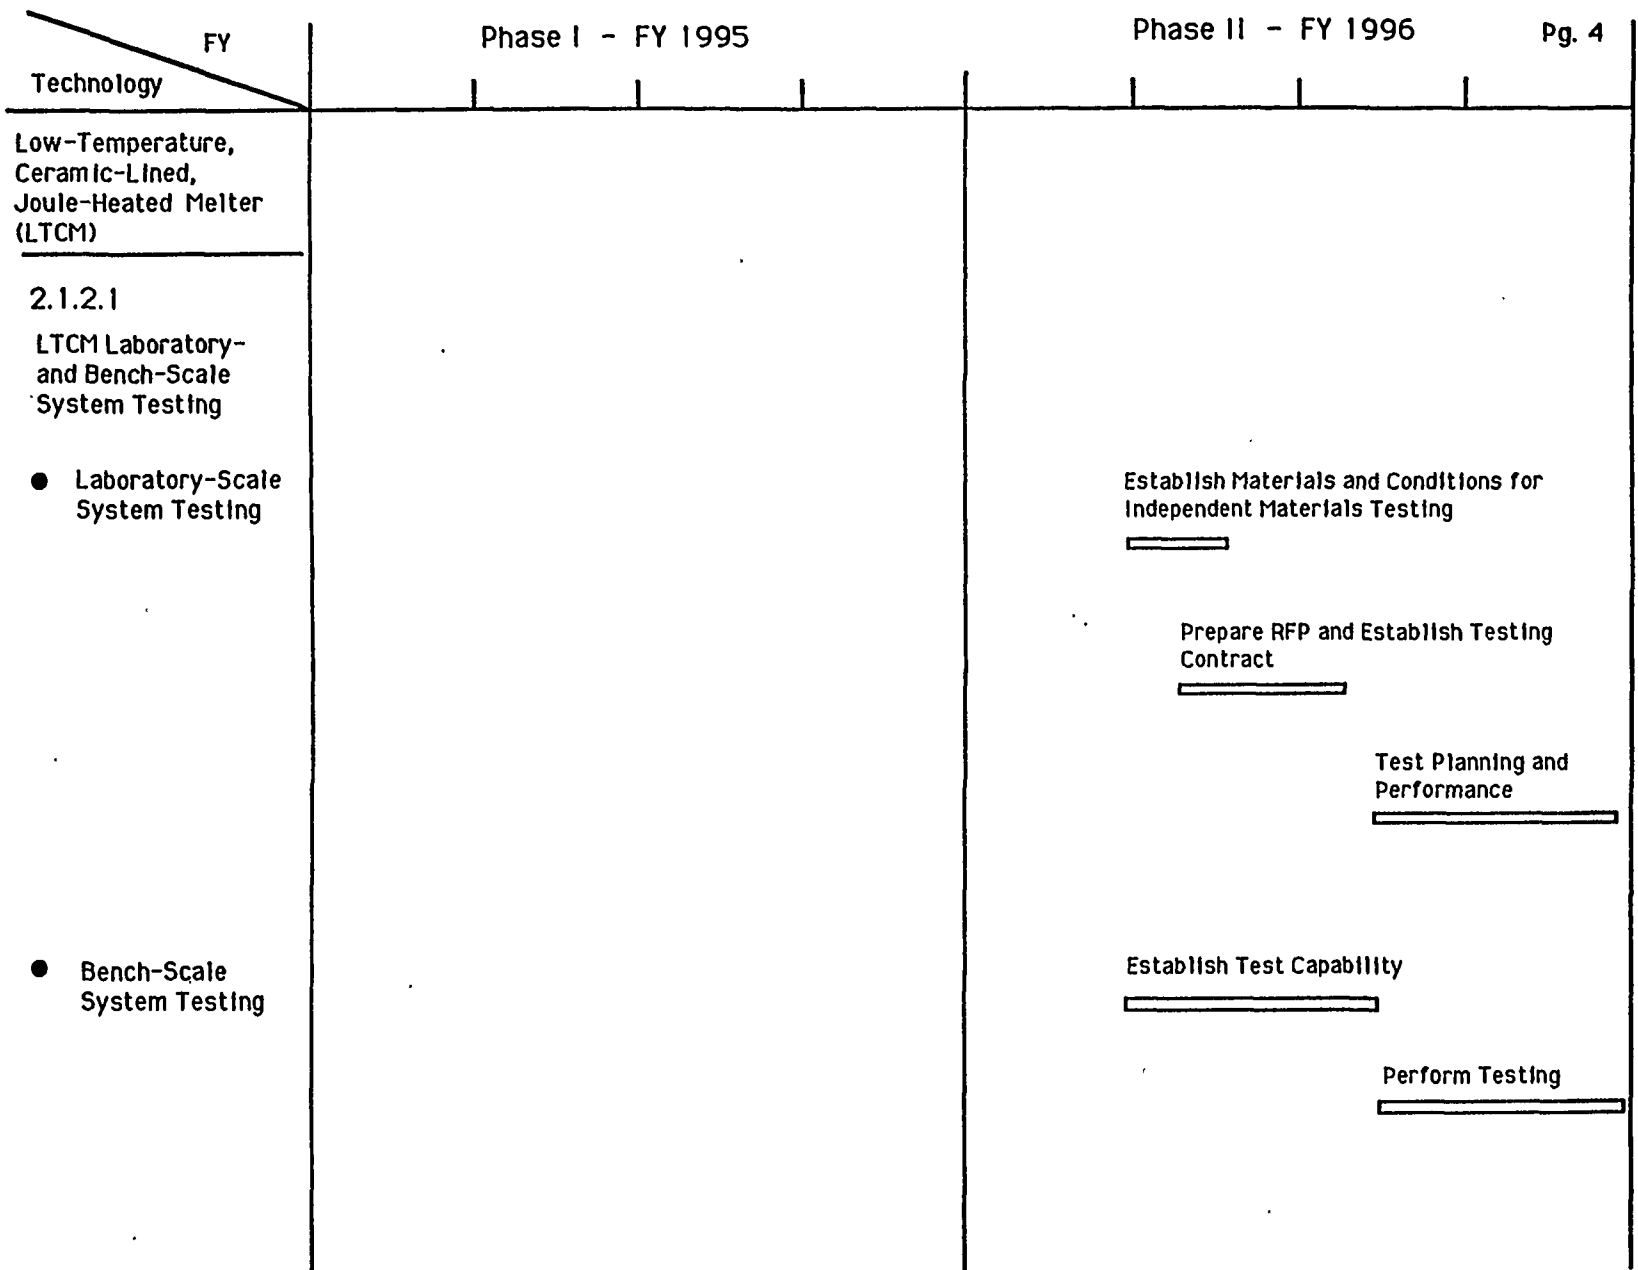 FY
Phase I - FY 1995
Phase II - FY 1996
Pg. 4
Technology
Low-Temperature,
Ceramic-Lined,
Joule-Heated Melter
(LTCM)
2.1.2.1
LTCM Laboratory-
and Bench-Scale
System Testing
● Laboratory-Scale
System Testing
Establish Materials and Conditions for
Independent Materials Testing
Prepare RFP and Establish Testing
Contract
Test Planning and
Performance
● Bench-Scale
System Testing
Establish Test Capability
Perform Testing